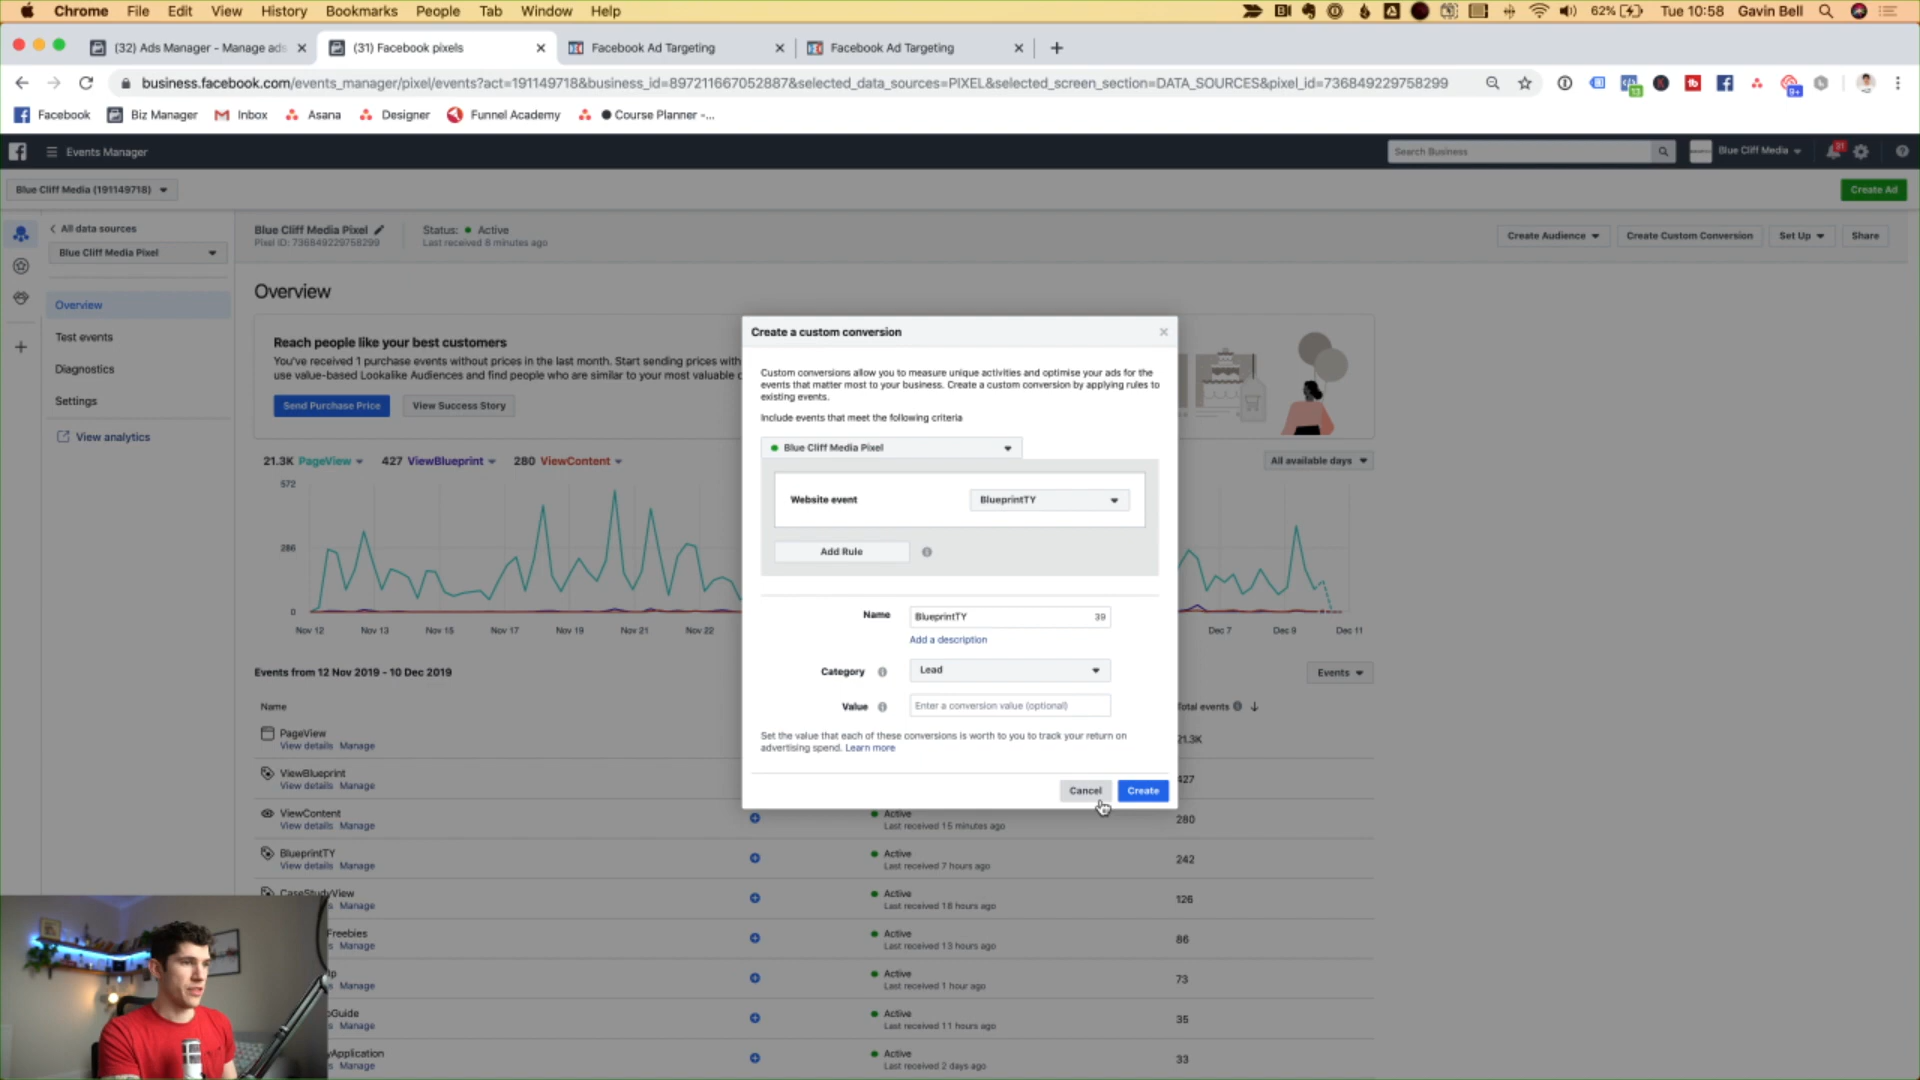 Chrome File Edit View History Bookmarks People Tab Window Help
62% Tue 10:58 Gavin Bell
(32) Ads Manager - Manage ads
(31) Facebook pixels
Facebook Ad Targeting
Facebook Ad Targeting
business.facebook.com/events_manager/pixel/events?act=191149718&business_id=897211667052887&selected_data_sources=PIXEL&selected_screen_section=DATA_SOURCES&pixel_id=736849229758299
Facebook Biz Manager Inbox Asana Designer Funnel Academy Course Planner -...
Events Manager
Search Business
Blue Cliff Media
31
Blue Cliff Media (191149718)
Create Ad
All data sources
Blue Cliff Media Pixel
Overview
Test events
Diagnostics
Settings
View analytics
Blue Cliff Media Pixel
Pixel ID: 736849229758299
Status: Active
Last received 8 minutes ago
Create Audience
Create Custom Conversion
Set Up
Share
Overview
Reach people like your best customers
You've received 1 purchase events without prices in the last month. Start sending prices with
use value-based Lookalike Audiences and find people who are similar to your most valuable c
Send Purchase Price
View Success Story
21.3K PageView 427 ViewBlueprint 280 ViewContent
All available days
572
286
0
Nov 12 Nov 13 Nov 15 Nov 17 Nov 19 Nov 21 Nov 22 Dec 7 Dec 9 Dec 11
Events from 12 Nov 2019 - 10 Dec 2019
Events
Name
Total events
PageView
View details Manage
21.3K
ViewBlueprint
View details Manage
427
ViewContent
View details Manage
Active
Last received 15 minutes ago
280
BlueprintTY
View details Manage
Active
Last received 7 hours ago
242
CaseStudyView
s Manage
Active
Last received 18 hours ago
126
Freebies
s Manage
Active
Last received 13 hours ago
86
s Manage
Active
Last received 1 hour ago
73
Guide
s Manage
Active
Last received 11 hours ago
35
Application
s Manage
Active
Last received 2 days ago
33
Create a custom conversion
Custom conversions allow you to measure unique activities and optimise your ads for the
events that matter most to your business. Create a custom conversion by applying rules to
existing events.
Include events that meet the following criteria
Blue Cliff Media Pixel
Website event
BlueprintTY
Add Rule
Name
BlueprintTY 39
Add a description
Category
Lead
Value
Enter a conversion value (optional)
Set the value that each of these conversions is worth to you to track your return on
advertising spend. Learn more
Cancel
Create